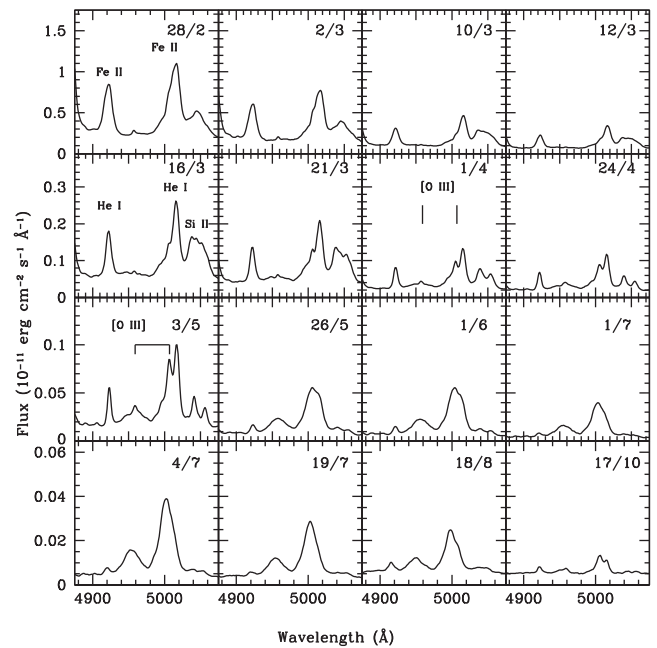 28/2 2/3 10/3 12/3
1.5
Fe II
Fe II
1
0.5
0
16/3 21/3 1/4 24/4
0.3
He I [O III]
He I
Si II
0.2
0.1
0
[O III] 3/5 26/5 1/6 1/7
0.1
0.05
0
4/7 19/7 18/8 17/10
0.06
0.04
0.02
0
4900 5000 4900 5000 4900 5000 4900 5000
Flux (10⁻¹¹ erg cm⁻² s⁻¹ Å⁻¹)
Wavelength (Å)